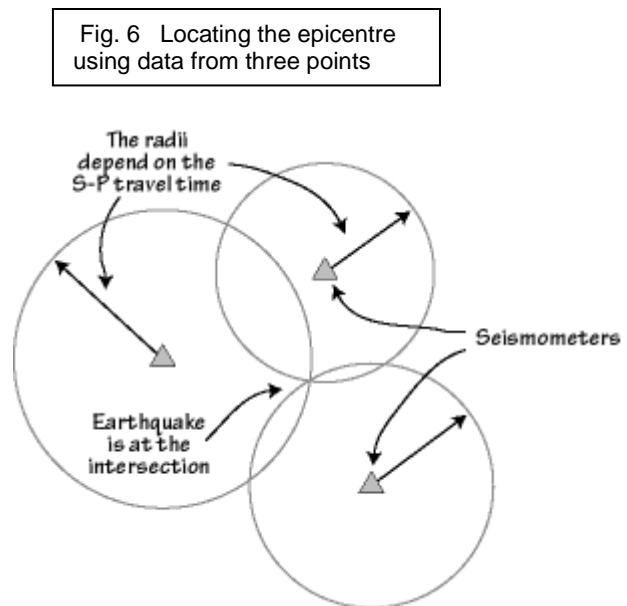 Fig. 6 Locating the epicentre
using data from three points
The radii
depend on the
S-P travel time
Seismometers
Earthquake
is at the
intersection